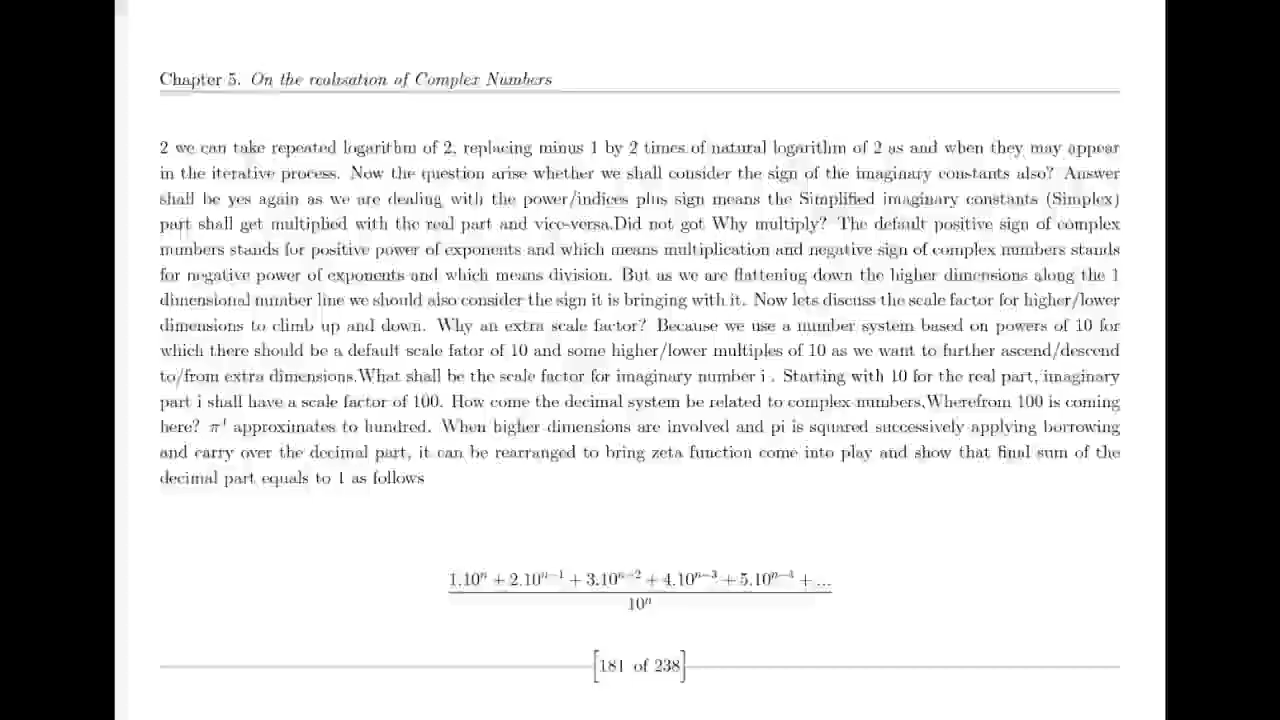 Chapter 5. On the realisation of Complex Numbers
2 we can take repeated logarithm of 2, replacing minus 1 by 2 times of natural logarithm of 2 as and when they may appear
in the iterative process. Now the question arise whether we shall consider the sign of the imaginary constants also? Answer
shall be yes again as we are dealing with the power/indices plus sign means the Simplified imaginary constants (Simplex)
part shall get multiplied with the real part and vice-versa.Did not got Why multiply? The default positive sign of complex
numbers stands for positive power of exponents and which means multiplication and negative sign of complex numbers stands
for negative power of exponents and which means division. But as we are flattening down the higher dimensions along the 1
dimensional number line we should also consider the sign it is bringing with it. Now lets discuss the scale factor for higher/lower
dimensions to climb up and down. Why an extra scale factor? Because we use a number system based on powers of 10 for
which there should be a default scale fator of 10 and some higher/lower multiples of 10 as we want to further ascend/descend
to/from extra dimensions.What shall be the scale factor for imaginary number i . Starting with 10 for the real part, imaginary
part i shall have a scale factor of 100. How come the decimal system be related to complex numbers,Wherefrom 100 is coming
here? π⁴ approximates to hundred. When higher dimensions are involved and pi is squared successively applying borrowing
and carry over the decimal part, it can be rearranged to bring zeta function come into play and show that final sum of the
decimal part equals to 1 as follows
1.10ⁿ + 2.10ⁿ⁻¹ + 3.10ⁿ⁻² + 4.10ⁿ⁻³ + 5.10ⁿ⁻⁴ + ...
10ⁿ
[181 of 238]